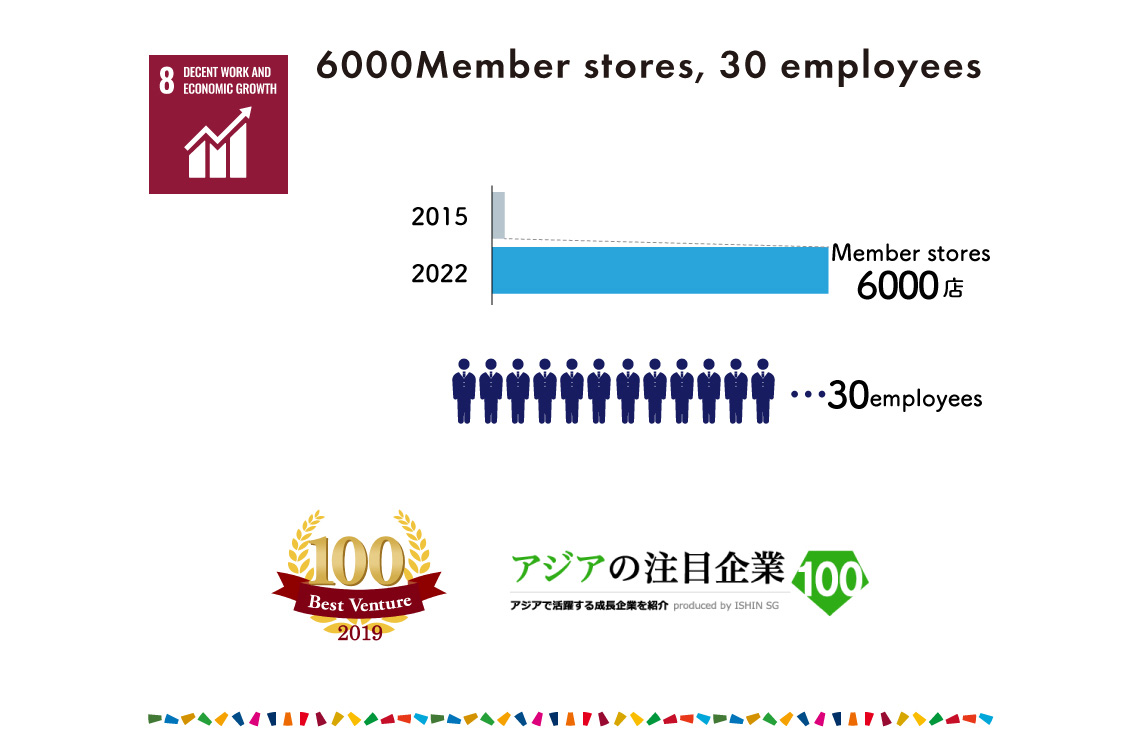 8 DECENT WORK AND
ECONOMIC GROWTH
6000Member stores, 30 employees
2015
2022
Member stores
6000店
•••30employees
100
Best Venture
2019
アジアの注目企業 100
アジアで活躍する成長企業を紹介 produced by ISHIN SG